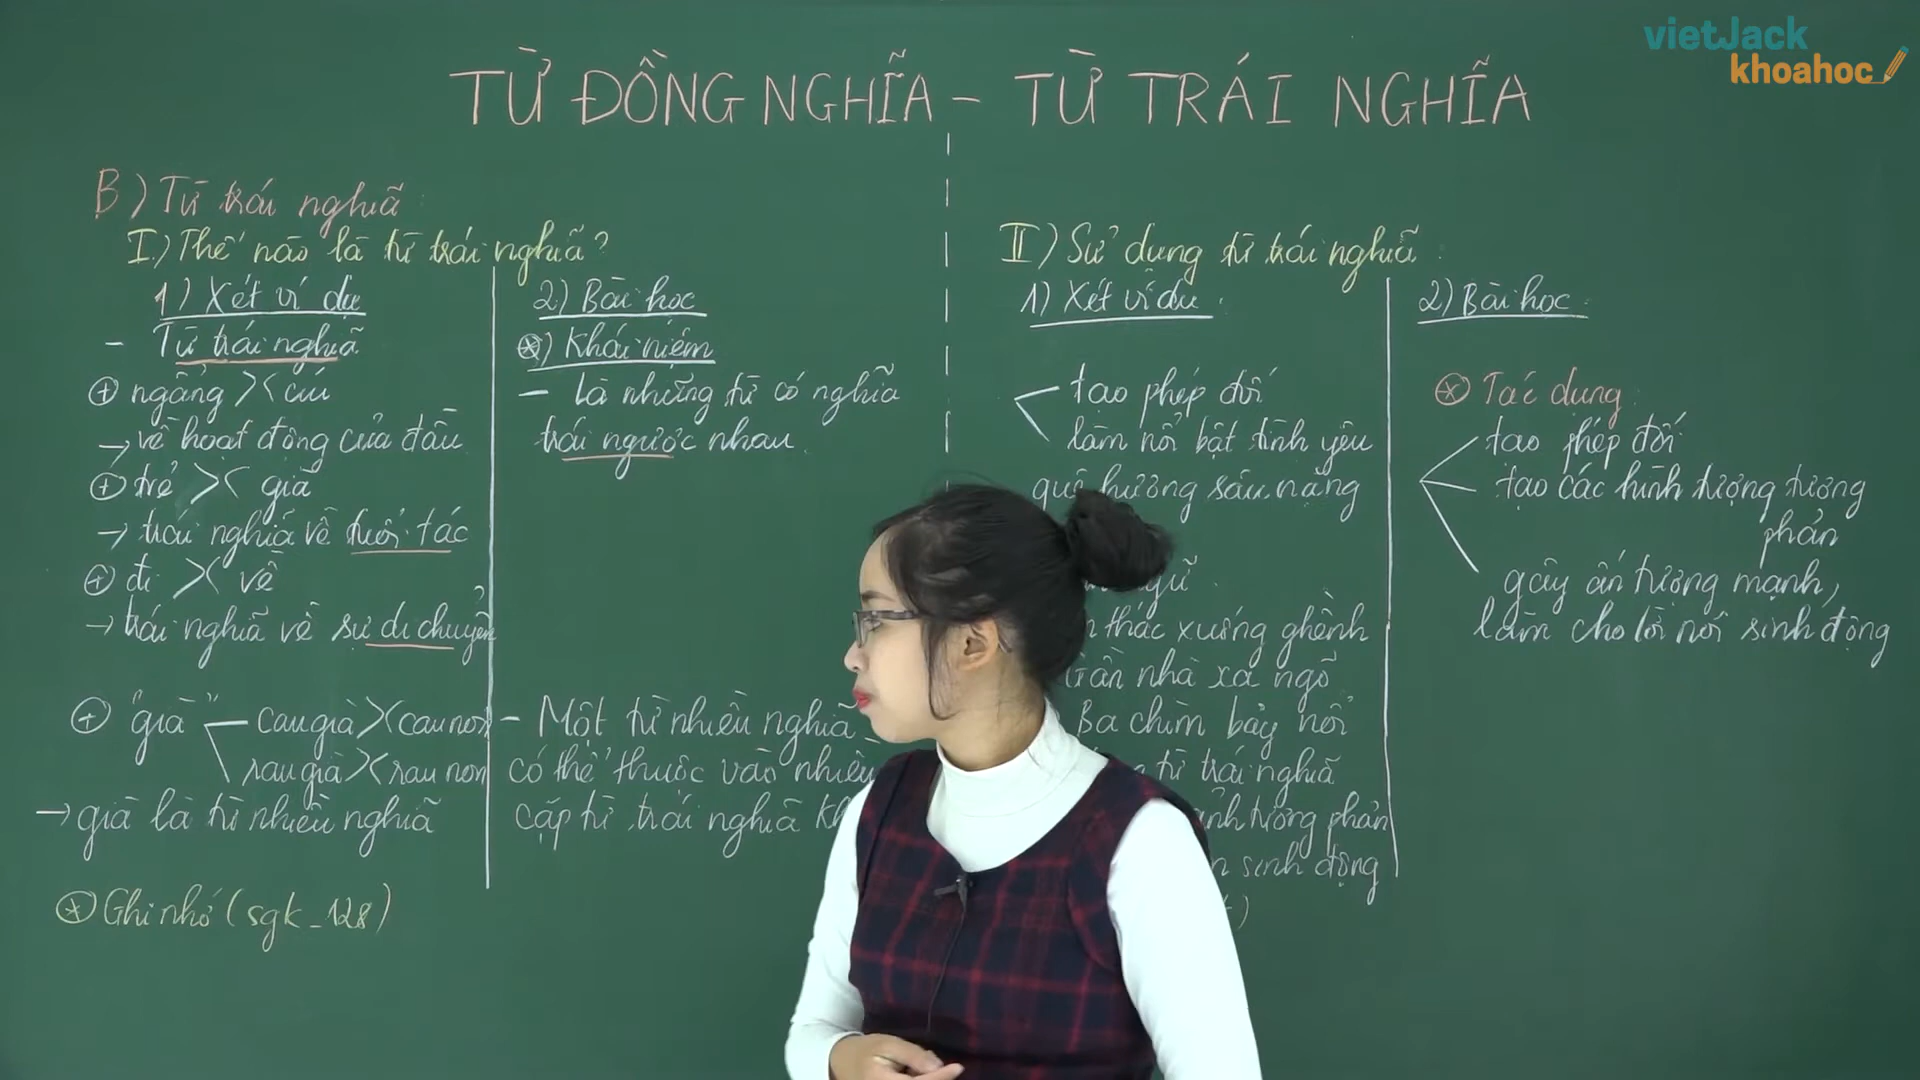 vietJack
khoahoc
TỪ ĐỒNG NGHĨA - TỪ TRÁI NGHĨA
B) Từ trái nghĩa
I.) Thế nào là từ trái nghĩa?
1) Xét ví dụ
- Từ trái nghĩa
+ ngẩng >< cúi
→ về hoạt động của đầu
+ trẻ >< già
→ trái nghĩa về tuổi tác
+ đi >< về
→ trái nghĩa về sự di chuyển
+ "già" cau già >< cau non
rau già >< rau non
→ già là từ nhiều nghĩa
* Ghi nhớ (sgk_128)
2) Bài học
*) Khái niệm
- Là những từ có nghĩa
trái ngược nhau.
- Một từ nhiều nghĩa
có thể thuộc vào nhiều
cặp từ trái nghĩa
II) Sử dụng từ trái nghĩa
1) Xét ví dụ:
tạo phép đối
làm nổi bật tình yêu
quê hương sâu nặng
thác xuống ghềnh
Gần nhà xa ngõ
Ba chìm bảy nổi
từ trái nghĩa
tương phản
sinh động
2) Bài học:
* Tác dụng
tạo phép đối
tạo các hình tượng tương
phản
gây ấn tượng mạnh,
làm cho lời nói sinh động